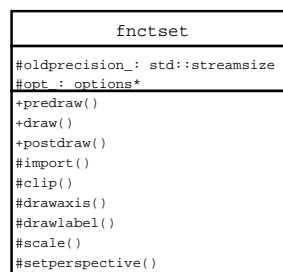 fnctset
#oldprecision_: std::streamsize
#opt_: options*
+predraw()
+draw()
+postdraw()
#import()
#clip()
#drawaxis()
#drawlabel()
#scale()
#setperspective()